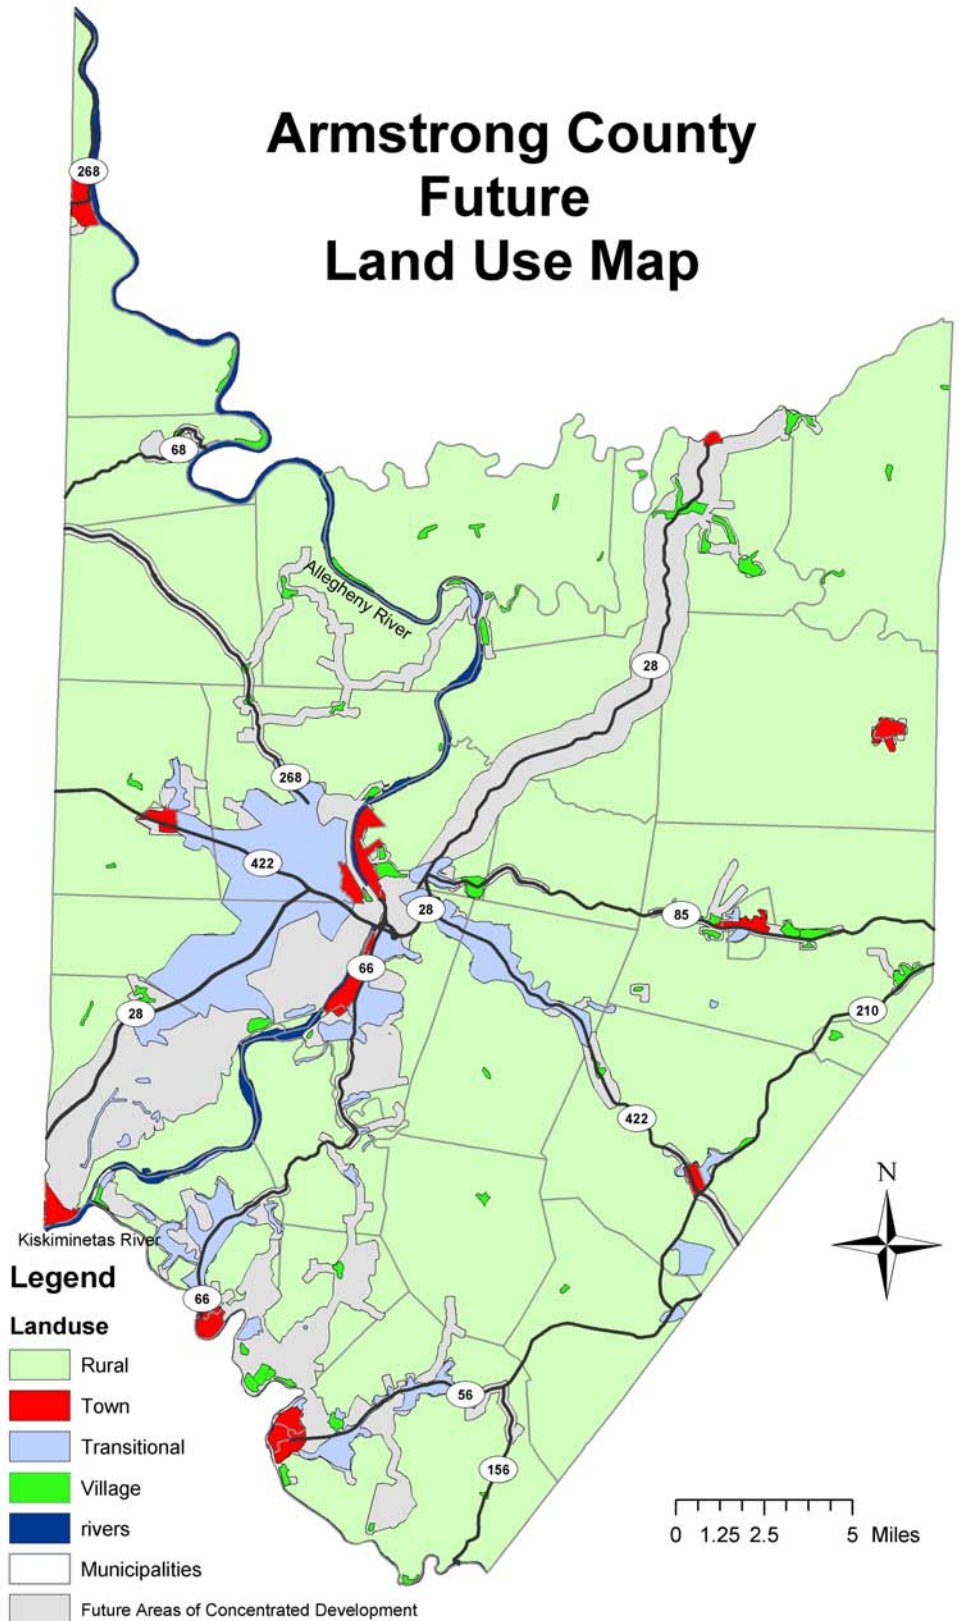 Armstrong County
Future
Land Use Map
268
68
Allegheny River
28
268
422
28
85
66
28
210
422
N
Kiskiminetas River
66
56
156
Legend
Landuse
Rural
Town
Transitional
Village
rivers
Municipalities
Future Areas of Concentrated Development
0 1.25 2.5 5 Miles